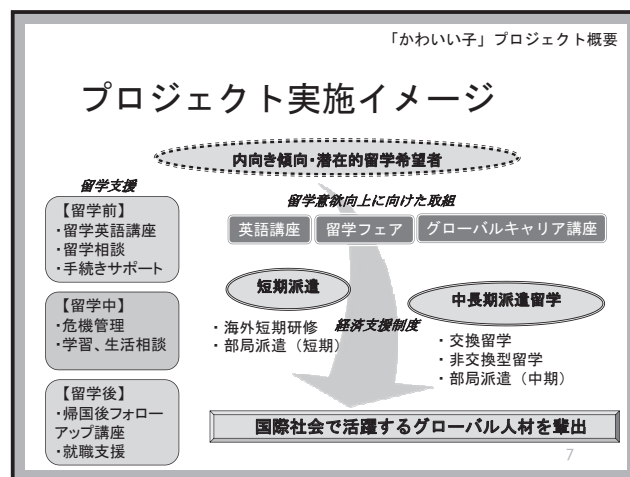 「かわいい子」プロジェクト概要
プロジェクト実施イメージ
内向き傾向・潜在的留学希望者
留学支援
【留学前】
・留学英語講座
・留学相談
・手続きサポート
【留学中】
・危機管理
・学習、生活相談
【留学後】
・帰国後フォロー
アップ講座
・就職支援
留学意欲向上に向けた取組
英語講座 留学フェア グローバルキャリア講座
短期派遣
・海外短期研修
・部局派遣（短期）
経済支援制度
中長期派遣留学
・交換留学
・非交換型留学
・部局派遣（中期）
国際社会で活躍するグローバル人材を輩出
7